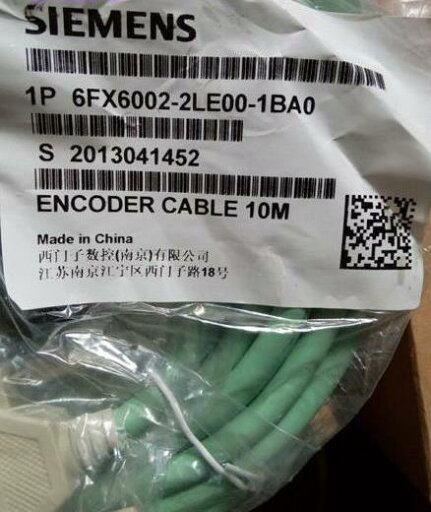 SIEMENS
1P 6FX6002-2LE00-1BA0
S 2013041452
ENCODER CABLE 10M
Made in China
西门子数控(南京)有限公司
江苏南京江宁区西门子路18号